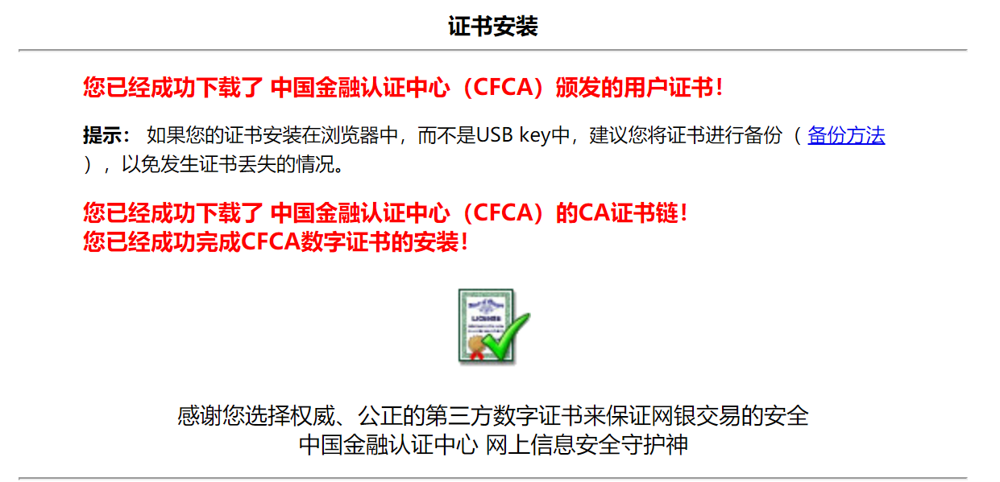 证书安装
您已经成功下载了 中国金融认证中心（CFCA）颁发的用户证书！
提示： 如果您的证书安装在浏览器中，而不是USB key中，建议您将证书进行备份（ 备份方法
），以免发生证书丢失的情况。
您已经成功下载了 中国金融认证中心（CFCA）的CA证书链！
您已经成功完成CFCA数字证书的安装！
LICENSE
感谢您选择权威、公正的第三方数字证书来保证网银交易的安全
中国金融认证中心 网上信息安全守护神